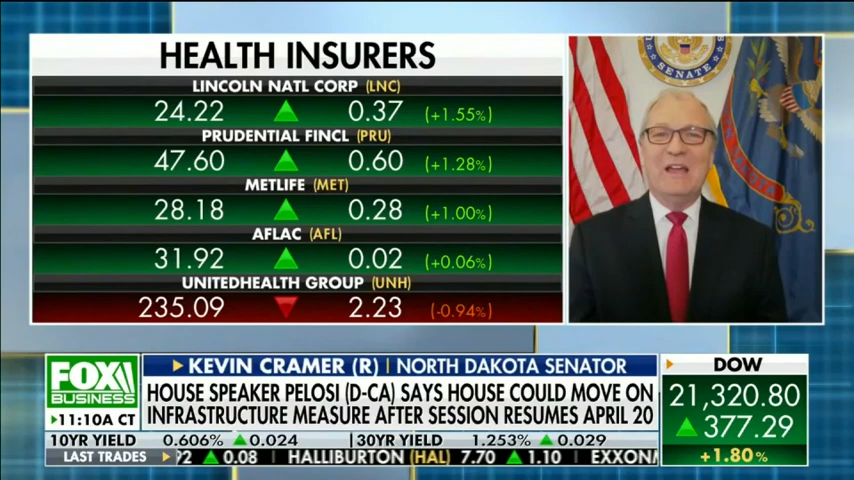 HEALTH INSURERS
LINCOLN NATL CORP (LNC)
24.22 ▲ 0.37 (+1.55%)
PRUDENTIAL FINCL (PRU)
47.60 ▲ 0.60 (+1.28%)
METLIFE (MET)
28.18 ▲ 0.28 (+1.00%)
AFLAC (AFL)
31.92 ▲ 0.02 (+0.06%)
UNITEDHEALTH GROUP (UNH)
235.09 ▼ 2.23 (-0.94%)
SENATE
FOX
BUSINESS
11:10A CT
KEVIN CRAMER (R) | NORTH DAKOTA SENATOR
HOUSE SPEAKER PELOSI (D-CA) SAYS HOUSE COULD MOVE ON
INFRASTRUCTURE MEASURE AFTER SESSION RESUMES APRIL 20
DOW
21,320.80
▲ 377.29
+1.80%
10YR YIELD 0.606% ▲ 0.024 30YR YIELD 1.253% ▲ 0.029
LAST TRADES 92 ▲ 0.08 HALLIBURTON (HAL) 7.70 ▲ 1.10 EXXONM